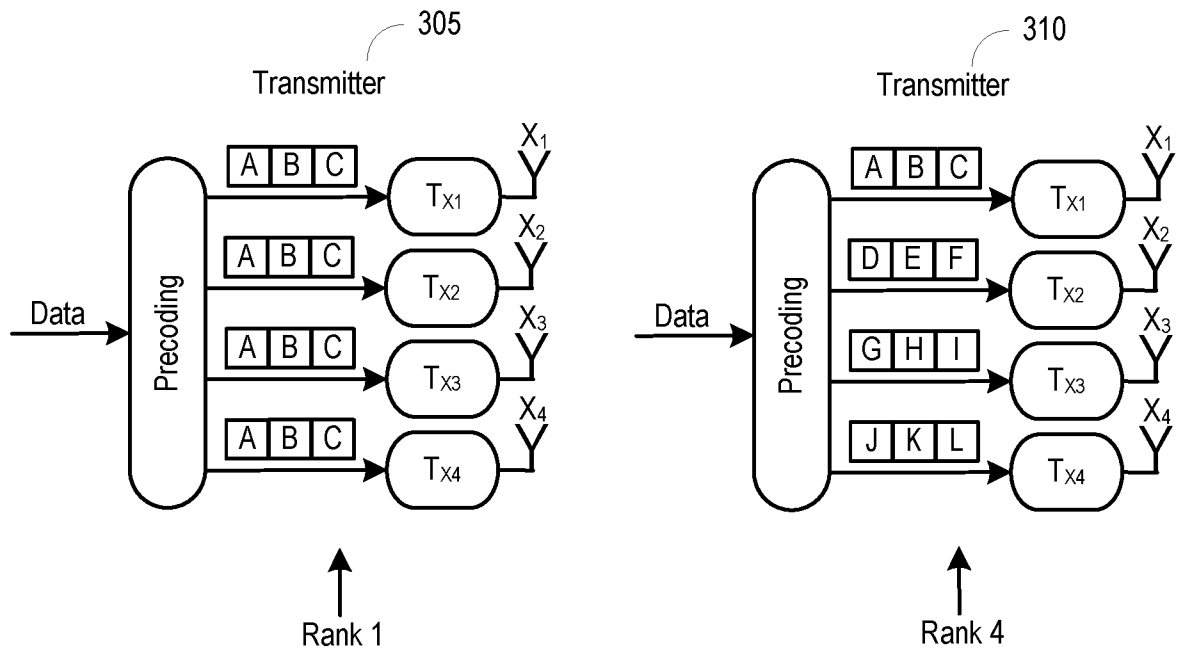 305
Transmitter
Data
Precoding
A B C
TX1
X1
A B C
TX2
X2
A B C
TX3
X3
A B C
TX4
X4
Rank 1
310
Transmitter
Data
Precoding
A B C
TX1
X1
D E F
TX2
X2
G H I
TX3
X3
J K L
TX4
X4
Rank 4